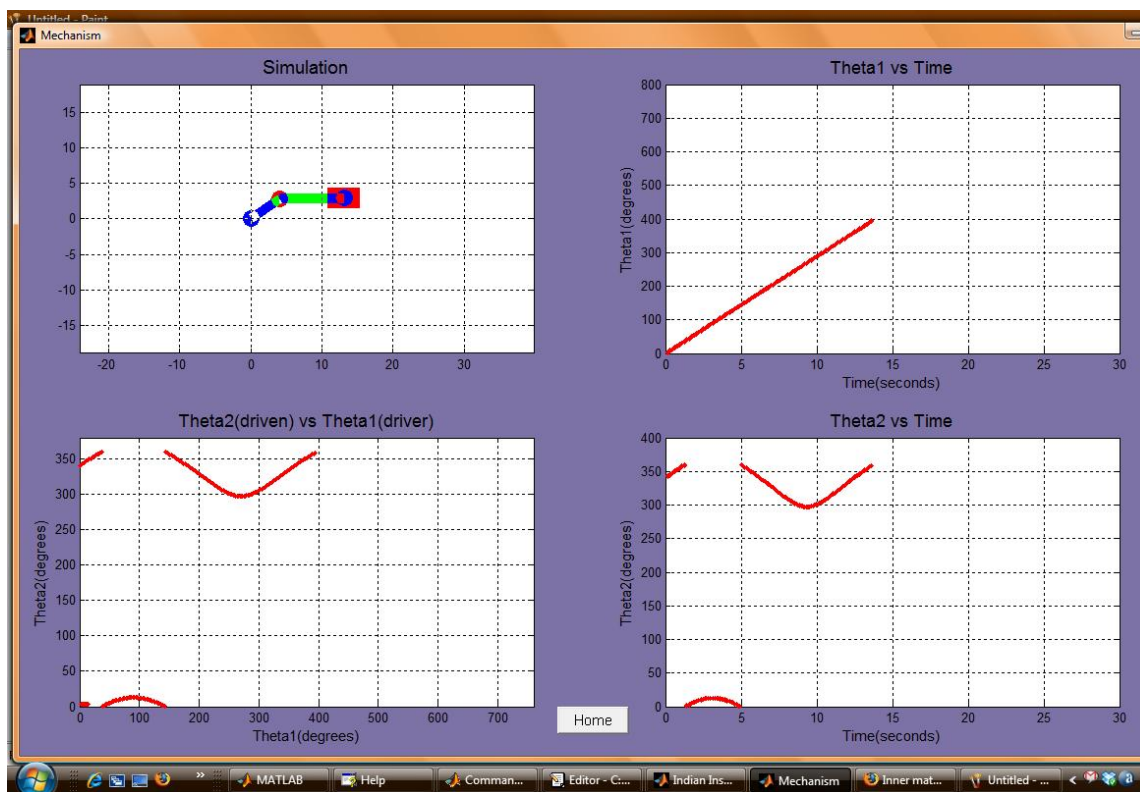 Untitled - Paint
Mechanism
Simulation
15
10
5
0
-5
-10
-15
-20 -10 0 10 20 30
Theta1 vs Time
Theta1(degrees)
800
700
600
500
400
300
200
100
0
0 5 10 15 20 25 30
Time(seconds)
Theta2(driven) vs Theta1(driver)
Theta2(degrees)
350
300
250
200
150
100
50
0
0 100 200 300 400 500 600 700
Theta1(degrees)
Theta2 vs Time
Theta2(degrees)
400
350
300
250
200
150
100
50
0
0 5 10 15 20 25 30
Time(seconds)
Home
» MATLAB Help Comman... Editor - C:... Indian Ins... Mechanism Inner mat... Untitled - ... <